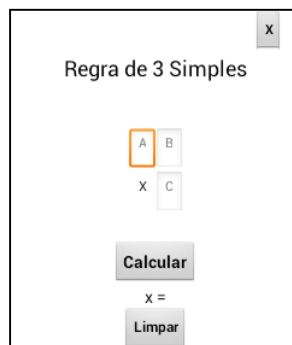 x
Regra de 3 Simples
A B
X C
Calcular
x =
Limpar